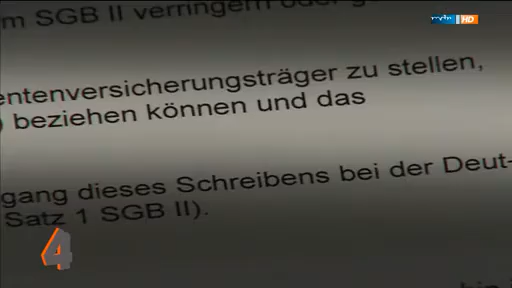 m SGB II verringern oder
mdr HD
entenversicherungsträger zu stellen,
) beziehen können und das
gang dieses Schreibens bei der Deut-
Satz 1 SGB II).
4